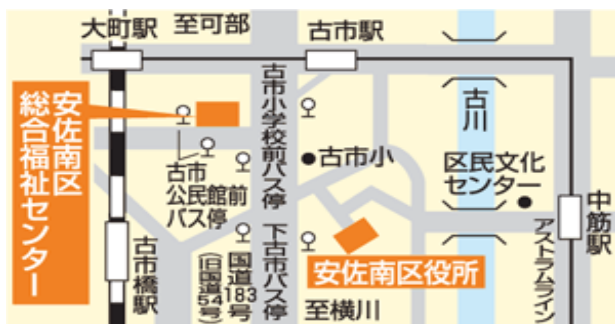 大町駅
至可部
古市駅
安佐南区
総合福祉センター
古市
公民館前
バス停
古市小学校前バス停
古市小
古川
区民文化
センター
中筋駅
アストラムライン
古市橋駅
国道183号
(旧国道54号)
下古市バス停
安佐南区役所
至横川